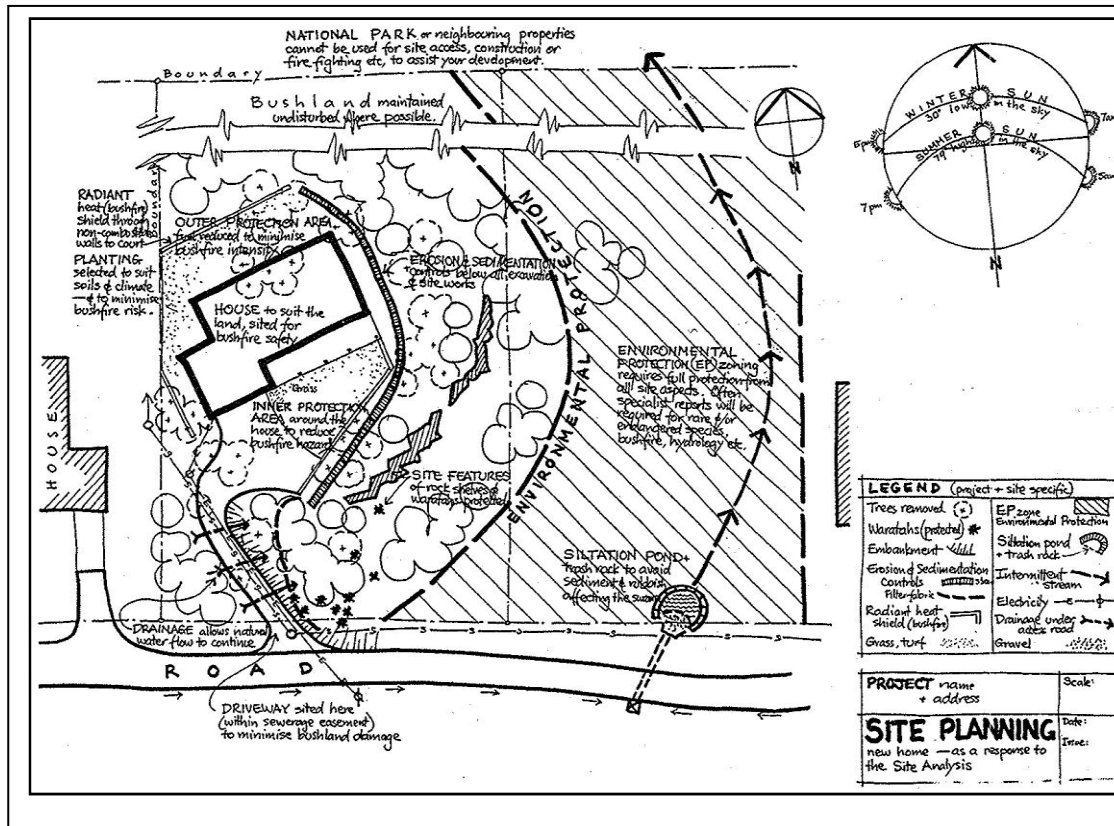 NATIONAL PARK or neighbouring properties
cannot be used for site access, construction or
fire fighting etc, to assist your development.
Boundary
Bushland maintained
undisturbed where possible.
N
WINTER SUN
30° low in the sky
SUMMER SUN
79° high in the sky
5pm
7am
7pm
5am
N
Boundary
RADIANT
heat (bushfire)
shield through
non-combustible
walls to court
PLANTING
selected to suit
soils & climate
— & to minimise
bushfire risk.
OUTER PROTECTION AREA
fuel reduced to minimise
bushfire intensity.
EROSION & SEDIMENTATION
controls below all excavation
& site works
HOUSE to suit the
land, sited for
bushfire safety
Grass
INNER PROTECTION
AREA around the
house to reduce
bushfire hazard
HOUSE
SITE FEATURES
of rock shelves &
waratahs protected
ENVIRONMENTAL PROTECTION
ENVIRONMENTAL
PROTECTION (EP) zoning
requires full protection from
all site aspects. Often
specialist reports will be
required for rare &/or
endangered species,
bushfire, hydrology etc.
SILTATION POND +
trash rack to avoid
sediment & rubbish
affecting the swamp
DRAINAGE allows natural
water flow to continue
ROAD
DRIVEWAY sited here
(within sewerage easement)
to minimise bushland damage
LEGEND (project + site specific)
Trees removed
Waratahs (protected)
Embankment
Erosion & Sedimentation
Controls
Filter fabric
Radiant heat
shield (bushfire)
Grass, turf
EP zone
Environmental Protection
Siltation pond
+ trash rack
Intermittent
stream
Electricity
Drainage under
access road
Gravel
PROJECT name
+ address
Scale:
SITE PLANNING
new home — as a response to
the Site Analysis
Date:
Issue: